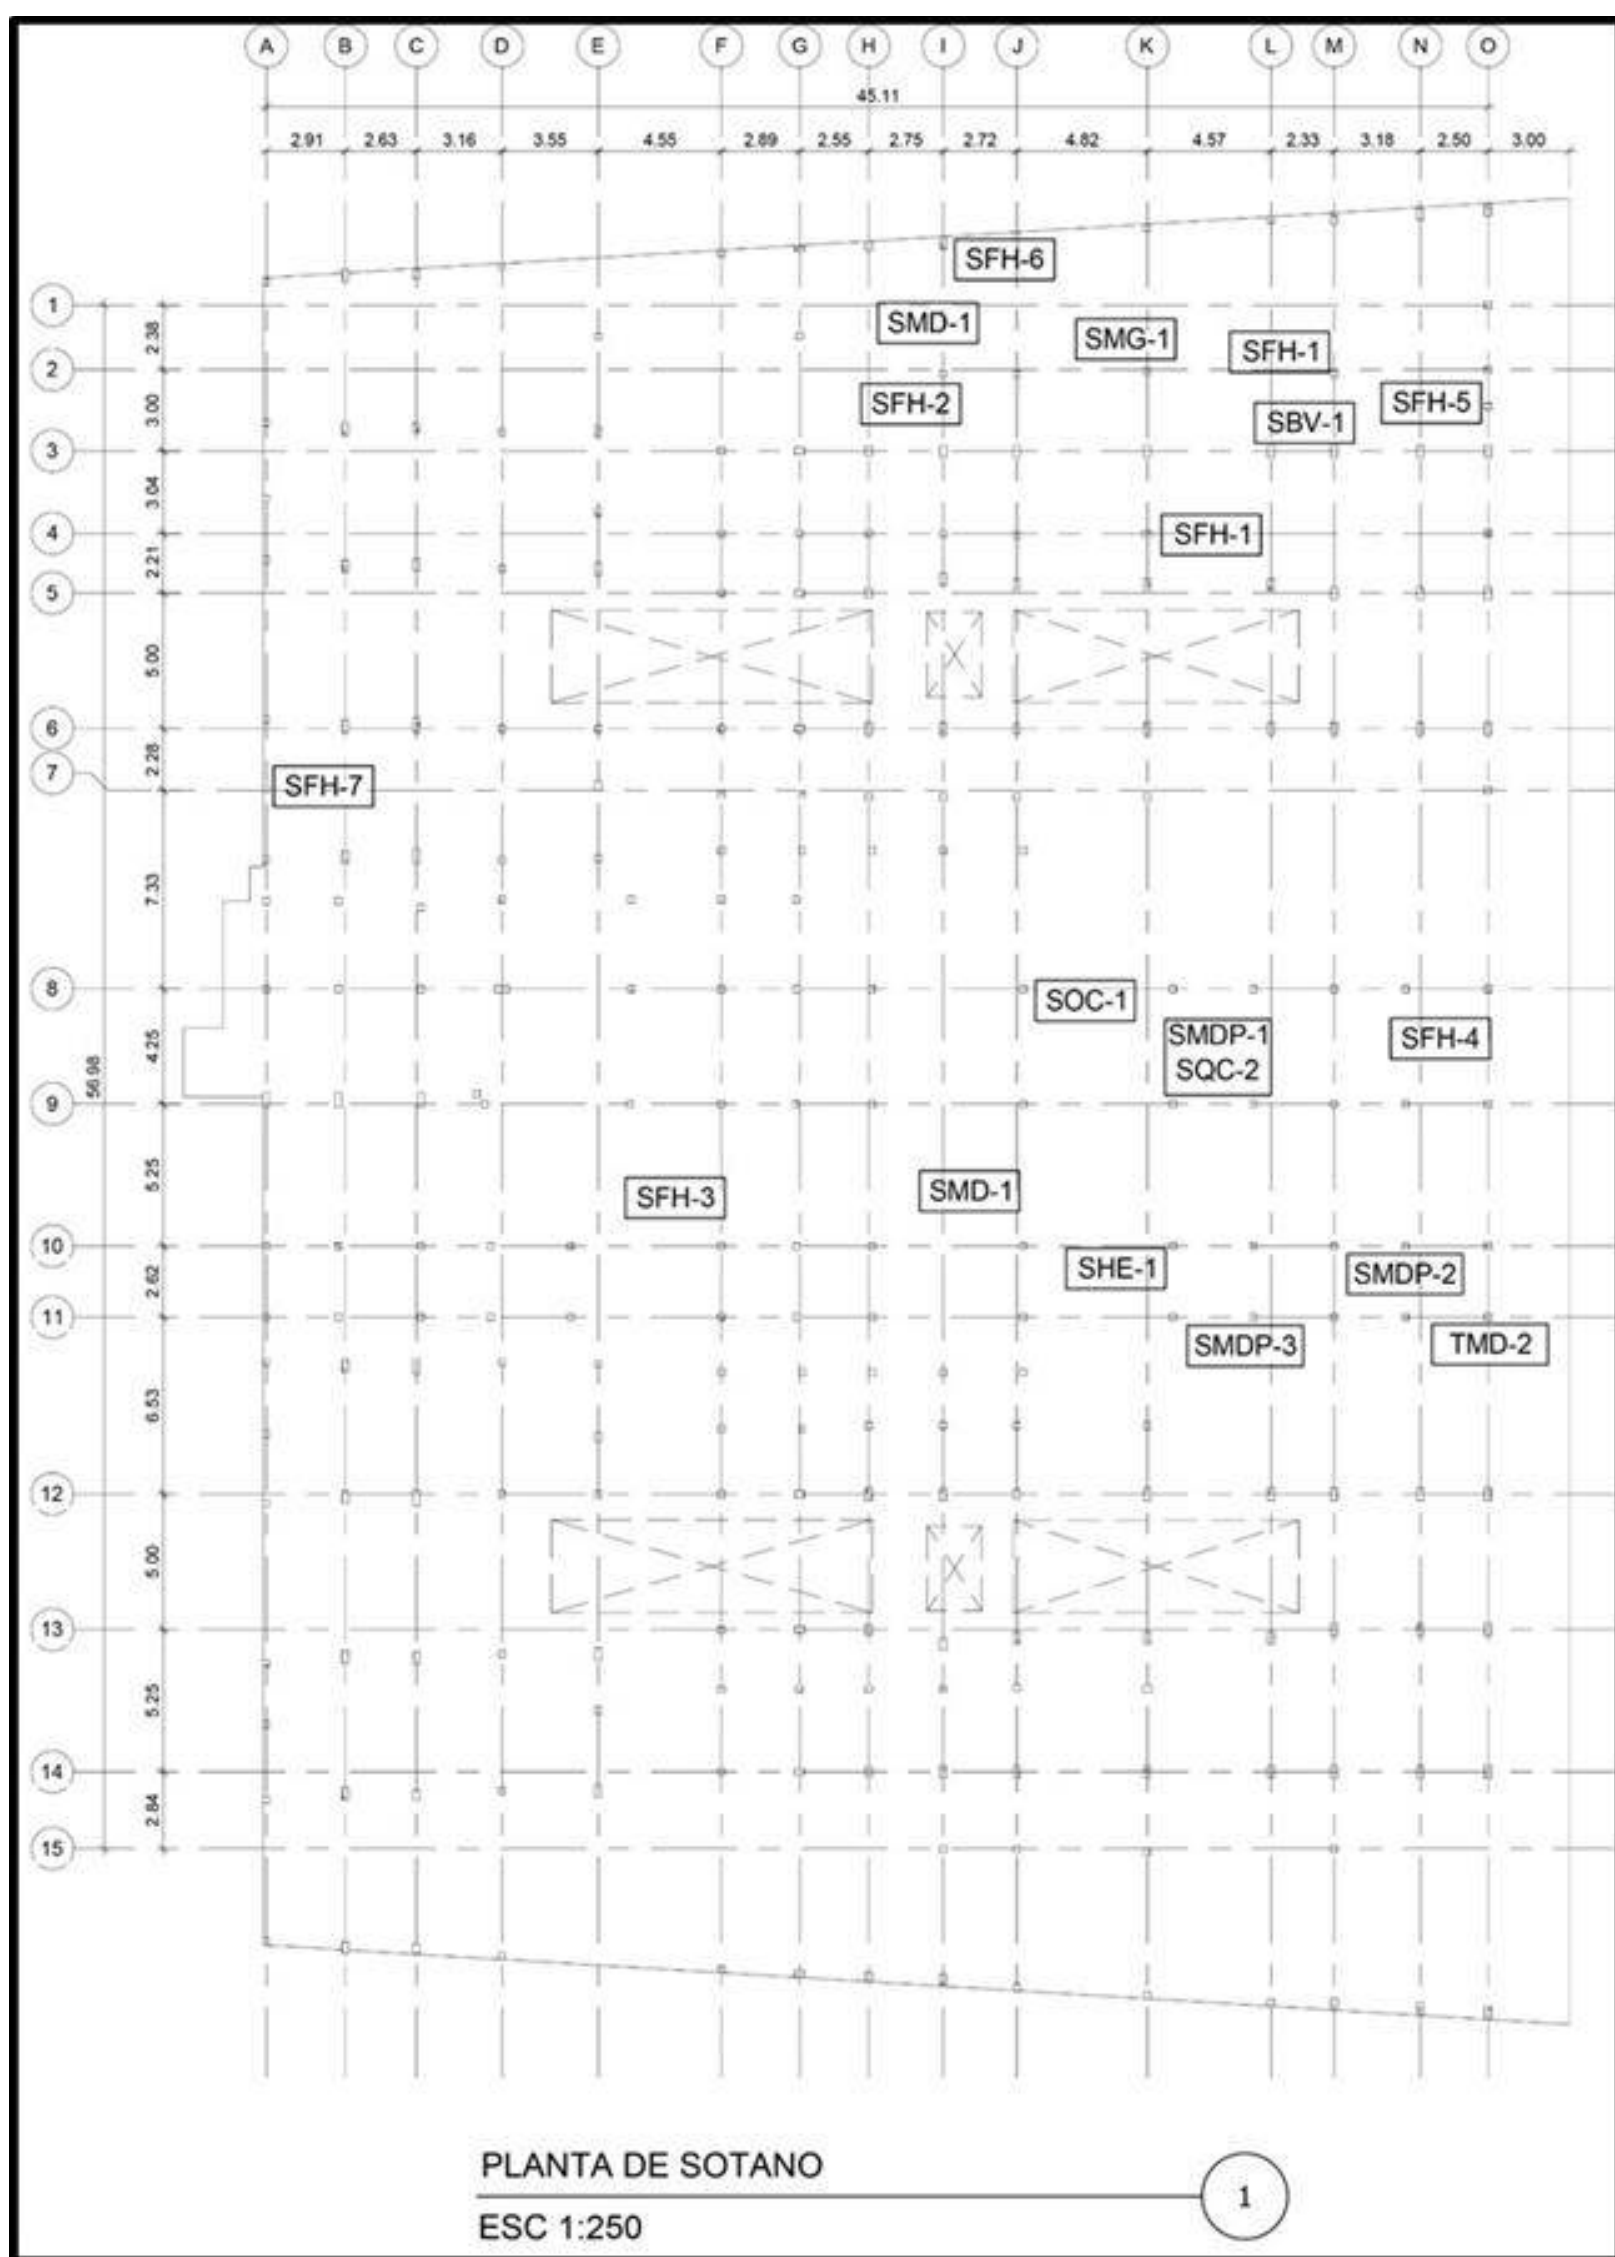 A B C D E F G H I J K L M N O
45.11
2.91 2.63 3.16 3.55 4.55 2.89 2.55 2.75 2.72 4.82 4.57 2.33 3.18 2.50 3.00
SFH-6
1
SMD-1
2.38
SMG-1
SFH-1
2
SFH-2
SFH-5
3.00
SBV-1
3
3.04
4
SFH-1
2.21
5
5.00
6
2.28
7
SFH-7
7.33
8
SOC-1
SMDP-1
SQC-2
SFH-4
4.25
56.98
9
5.25
SFH-3
SMD-1
10
SHE-1
SMDP-2
2.62
11
SMDP-3
TMD-2
6.53
12
5.00
13
5.25
14
2.84
15
PLANTA DE SOTANO
1
ESC 1:250